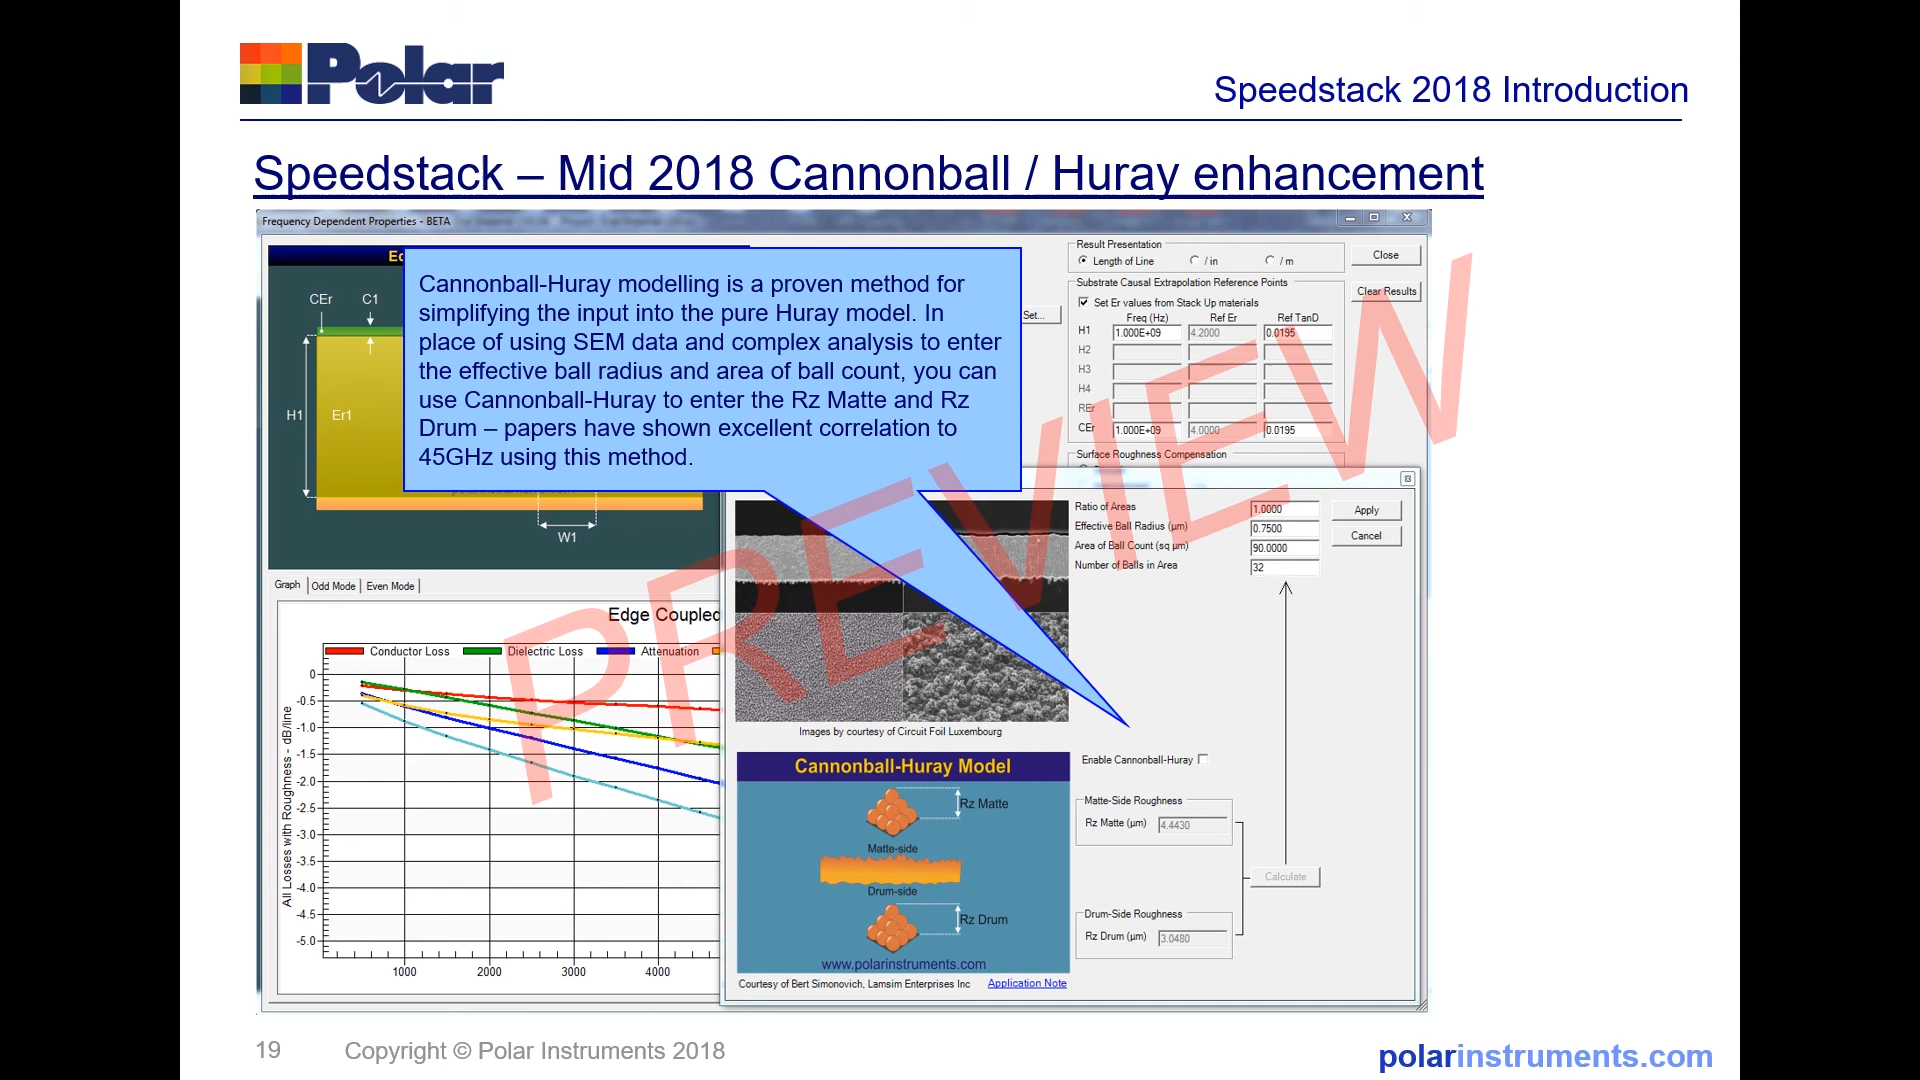 Polar
Speedstack 2018 Introduction
Speedstack – Mid 2018 Cannonball / Huray enhancement
Frequency Dependent Properties - BETA
Cannonball-Huray modelling is a proven method for
simplifying the input into the pure Huray model. In
place of using SEM data and complex analysis to enter
the effective ball radius and area of ball count, you can
use Cannonball-Huray to enter the Rz Matte and Rz
Drum – papers have shown excellent correlation to
45GHz using this method.
CEr C1
H1 Er1
W1
Set...
Result Presentation
Length of Line / in / m
Close
Clear Results
Substrate Causal Extrapolation Reference Points
Set Er values from Stack Up materials
Freq (Hz) Ref Er Ref TanD
H1 1.000E+09 4.2000 0.0195
H2
H3
H4
REr
CEr 1.000E+09 4.0000 0.0195
Surface Roughness Compensation
PREVIEW
Ratio of Areas 1.0000
Effective Ball Radius (µm) 0.7500
Area of Ball Count (sq µm) 90.0000
Number of Balls in Area 32
Apply
Cancel
Graph Odd Mode Even Mode
Edge Coupled
Conductor Loss Dielectric Loss Attenuation
All Losses with Roughness - dB/line
0
-0.5
-1.0
-1.5
-2.0
-2.5
-3.0
-3.5
-4.0
-4.5
-5.0
1000 2000 3000 4000
Images by courtesy of Circuit Foil Luxembourg
Cannonball-Huray Model
Rz Matte
Matte-side
Drum-side
Rz Drum
www.polarinstruments.com
Courtesy of Bert Simonovich, Lamsim Enterprises Inc Application Note
Enable Cannonball-Huray
Matte-Side Roughness
Rz Matte (µm) 4.4430
Calculate
Drum-Side Roughness
Rz Drum (µm) 3.0480
19 Copyright © Polar Instruments 2018
polarinstruments.com